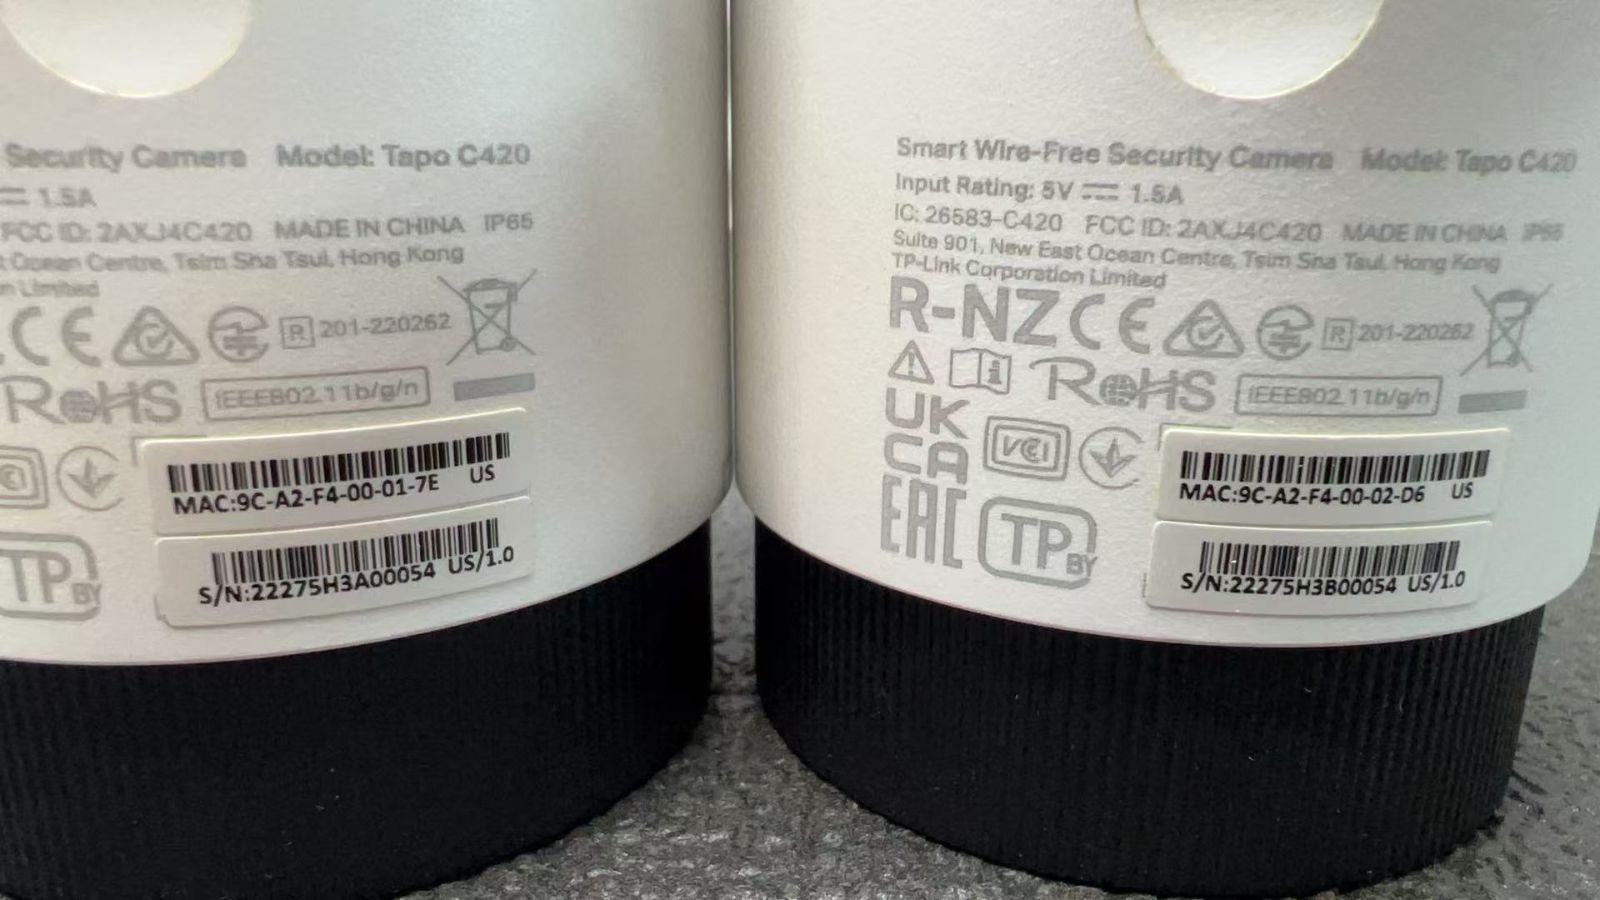 Security Camera Model: Tapo C420
1.5A
FCC ID: 2AXJ4C420 MADE IN CHINA IP65
Ocean Centre, Tsim Sha Tsui, Hong Kong
Limited
CE R 201-220262
RoHS IEEE802.11b/g/n
MAC:9C-A2-F4-00-01-7E US
TP BY
S/N:22275H3A00054 US/1.0
Smart Wire-Free Security Camera Model: Tapo C420
Input Rating: 5V 1.5A
IC: 26583-C420 FCC ID: 2AXJ4C420 MADE IN CHINA IP65
Suite 901, New East Ocean Centre, Tsim Sha Tsui, Hong Kong
TP-Link Corporation Limited
R-NZ CE R 201-220262
RoHS IEEE802.11b/g/n
UK
CA VCCI
MAC:9C-A2-F4-00-02-D6 US
EAC TP BY
S/N:22275H3B00054 US/1.0